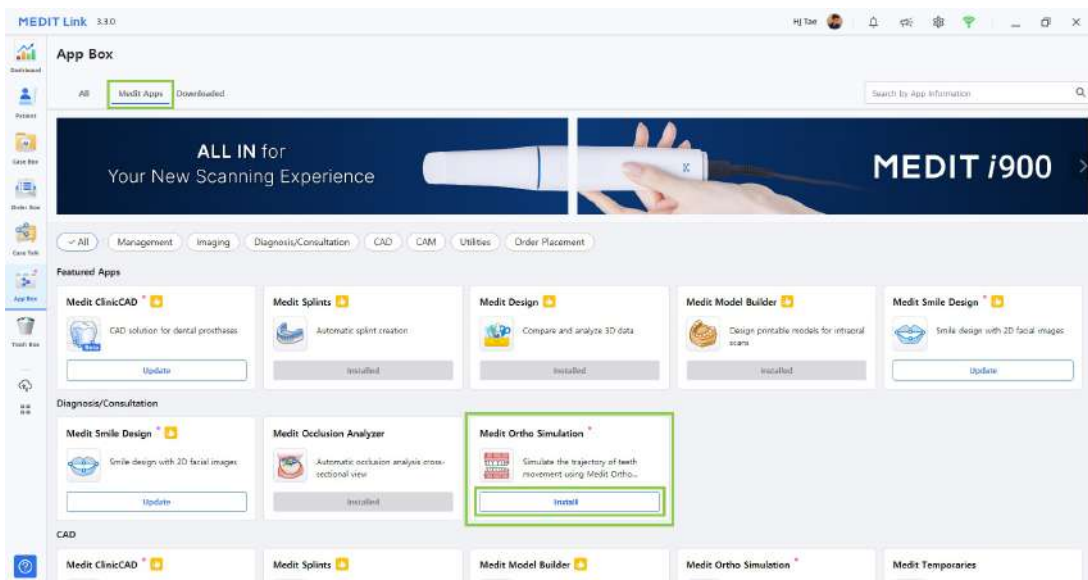 MEDIT Link 3.3.0
HJ Tae
Dashboard
Patient
Case Box
Order Box
Case Talk
App Box
Trash Box
App Box
All
Medit Apps
Downloaded
Search by App Information
ALL IN for
Your New Scanning Experience
MEDIT i900
All
Management
Imaging
Diagnosis/Consultation
CAD
CAM
Utilities
Order Placement
Featured Apps
Medit ClinicCAD
CAD solution for dental prostheses
Beta
Update
Medit Splints
Automatic splint creation
Installed
Medit Design
Compare and analyze 3D data
Installed
Medit Model Builder
Design printable models for intraoral
scans
Installed
Medit Smile Design
Smile design with 2D facial images
Update
Diagnosis/Consultation
Medit Smile Design
Smile design with 2D facial images
Update
Medit Occlusion Analyzer
Automatic occlusion analysis cross-
sectional view
Installed
Medit Ortho Simulation
Simulate the trajectory of teeth
movement using Medit Ortho...
Install
CAD
Medit ClinicCAD
Medit Splints
Medit Model Builder
Medit Ortho Simulation
Medit Temporaries